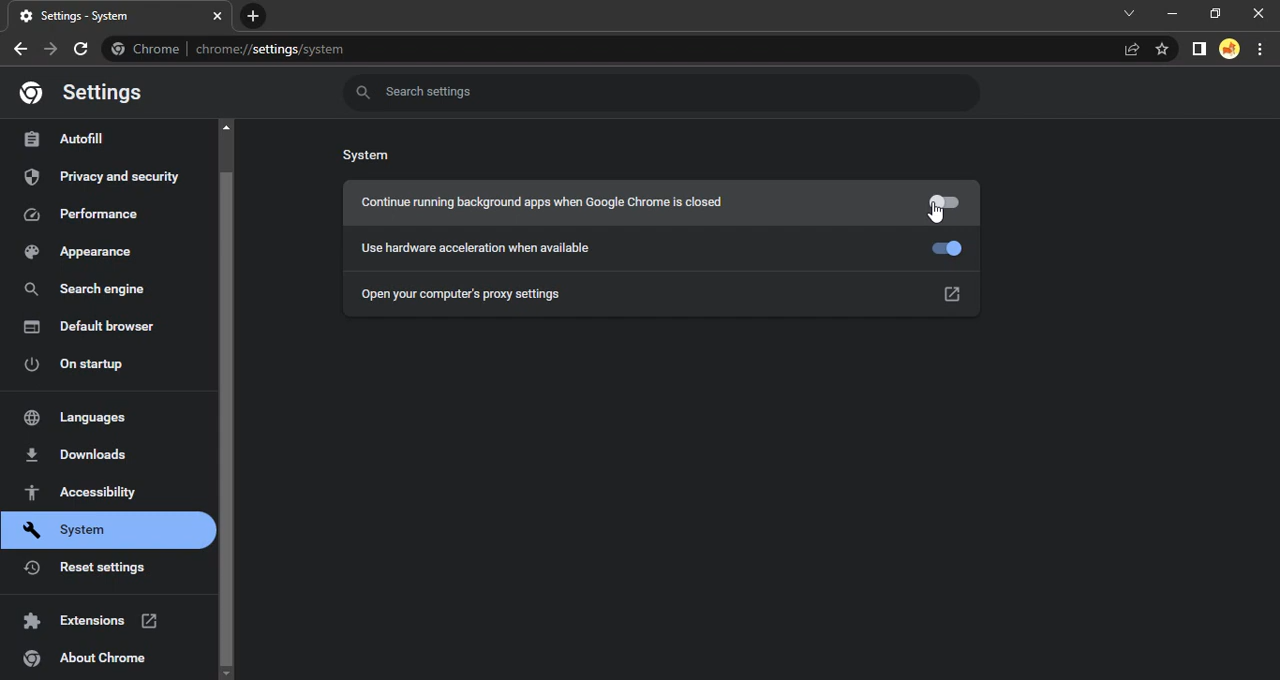 Settings - System
Chrome | chrome://settings/system
Settings
Search settings
Autofill
Privacy and security
Performance
Appearance
Search engine
Default browser
On startup
Languages
Downloads
Accessibility
System
Reset settings
Extensions
About Chrome
System
Continue running background apps when Google Chrome is closed
Use hardware acceleration when available
Open your computer's proxy settings